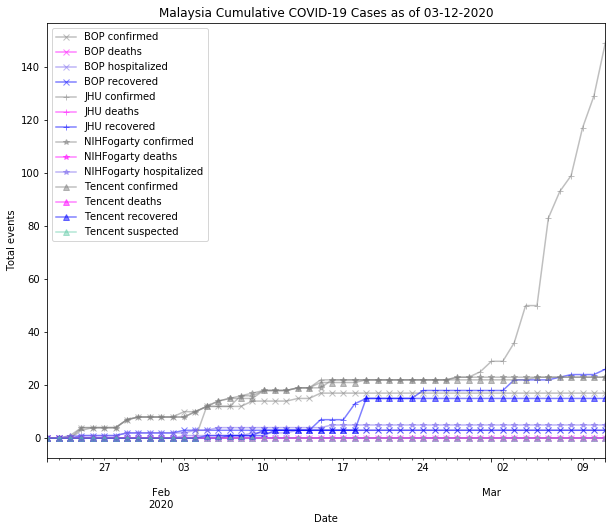 Malaysia Cumulative COVID-19 Cases as of 03-12-2020
BOP confirmed
BOP deaths
BOP hospitalized
BOP recovered
JHU confirmed
JHU deaths
JHU recovered
NIHFogarty confirmed
NIHFogarty deaths
NIHFogarty hospitalized
Tencent confirmed
Tencent deaths
Tencent recovered
Tencent suspected
Total events
140
120
100
80
60
40
20
0
27 03 10 17 24 02 09
Feb Mar
2020
Date